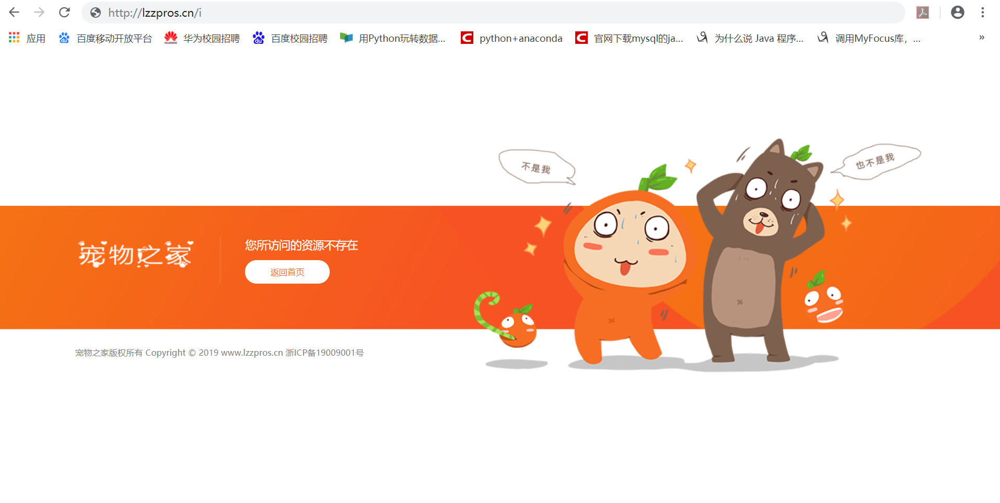 http://lzzpros.cn/i
应用
百度移动开放平台
华为校园招聘
百度校园招聘
用Python玩转数据...
python+anaconda
官网下载mysql的ja...
为什么说 Java 程序...
调用MyFocus库，...
»
不是我
也不是我
宠物之家
您所访问的资源不存在
返回首页
宠物之家版权所有 Copyright © 2019 www.lzzpros.cn 浙ICP备19009001号